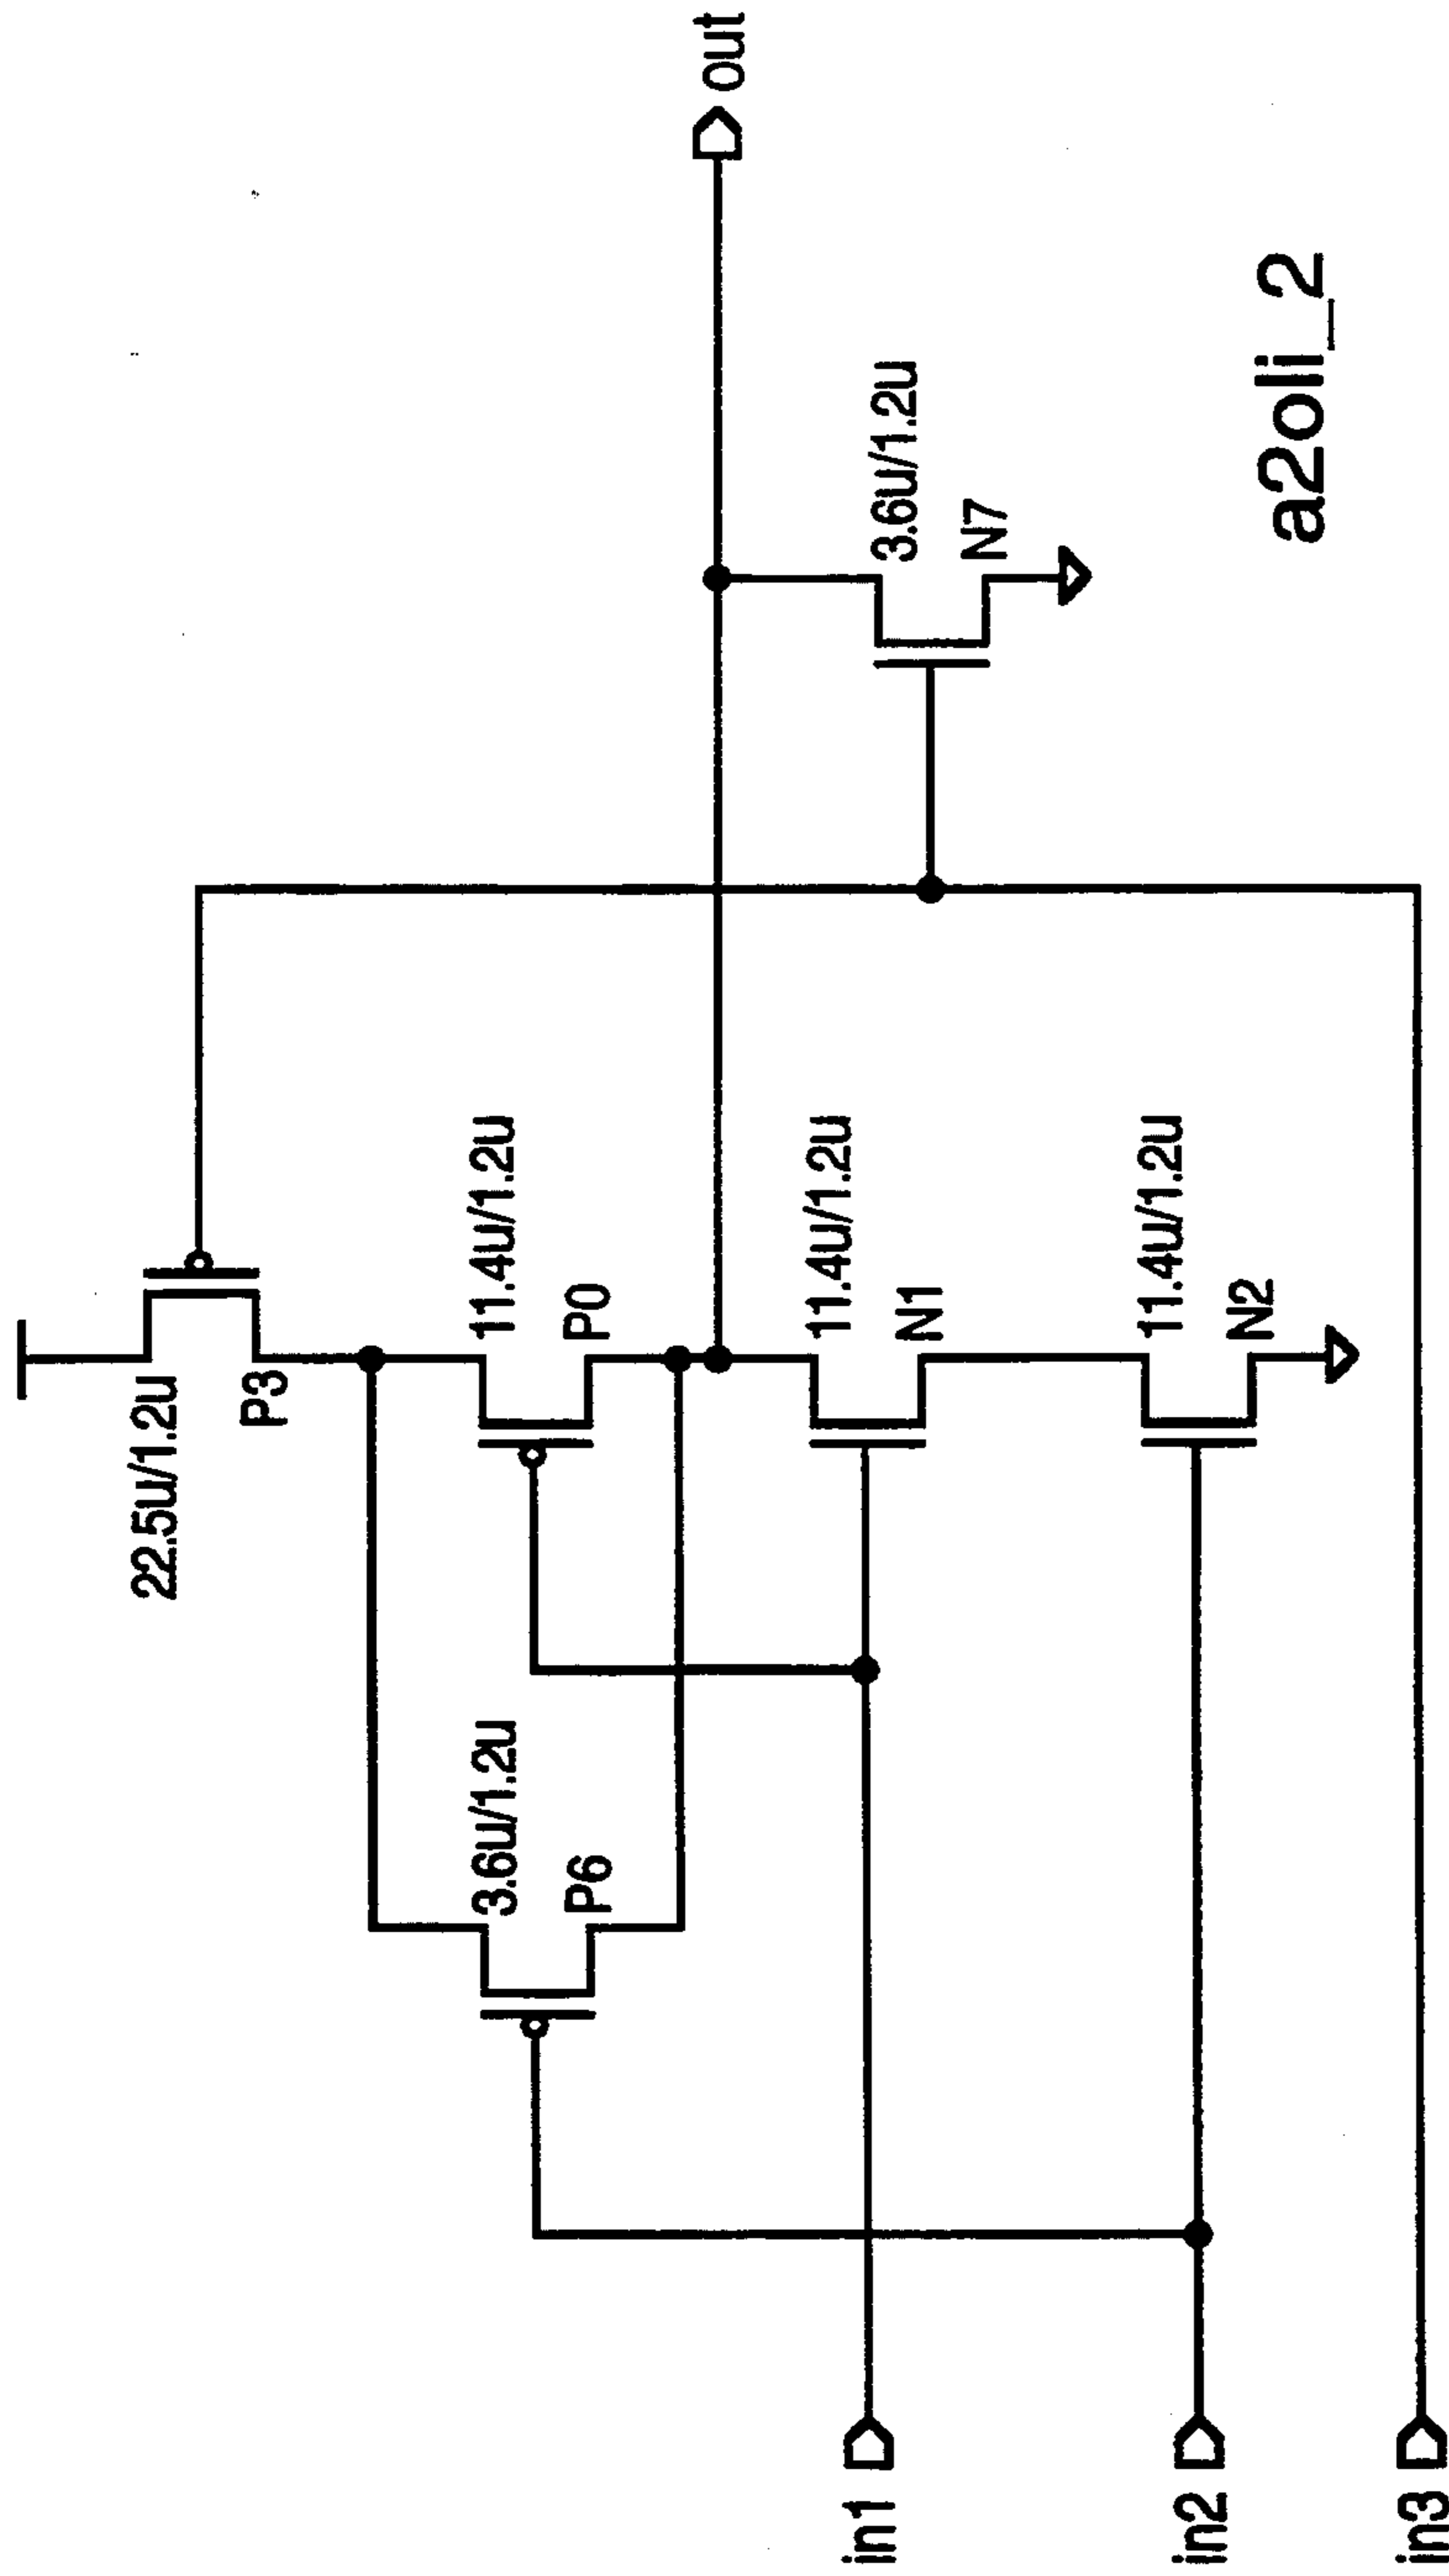 22.5u/1.2u
P3
3.6u/1.2u
P6
11.4u/1.2u
P0
out
in1
11.4u/1.2u
N1
3.6u/1.2u
N7
in2
11.4u/1.2u
N2
in3
a2oli_2